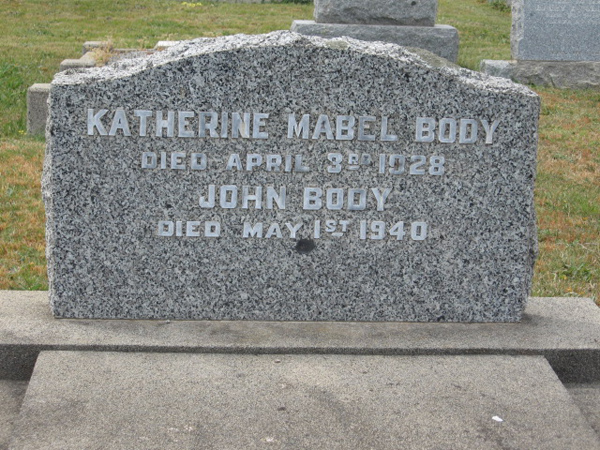 KATHERINE MABEL BODY
DIED APRIL 3RD 1928
JOHN BODY
DIED MAY 1ST 1940